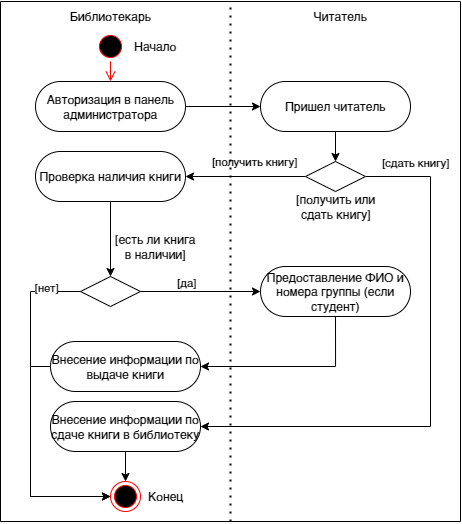 Библиотекарь
Читатель
Начало
Авторизация в панель
администратора
Пришел читатель
[получить книгу]
[сдать книгу]
Проверка наличия книги
[получить или
сдать книгу]
[есть ли книга
в наличии]
[нет]
[да]
Предоставление ФИО и
номера группы (если
студент)
Внесение информации по
выдаче книги
Внесение информации по
сдаче книги в библиотеку
Конец